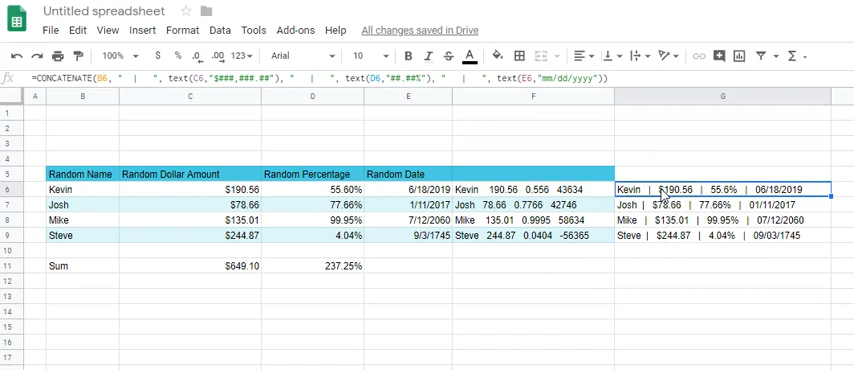 Untitled spreadsheet
File Edit View Insert Format Data Tools Add-ons Help All changes saved in Drive
100% $ % .0 .00 123 Arial 10 B I S A
fx =CONCATENATE(B6, "   |   ", text(C6,"$###,###.##"), "   |   ", text(D6,"##.##%"), "   |   ", text(E6,"mm/dd/yyyy"))
A B C D E F G
1
2
3
4
5 Random Name Random Dollar Amount Random Percentage Random Date
6 Kevin $190.56 55.60% 6/18/2019 Kevin 190.56 0.556 43634 Kevin | $190.56 | 55.6% | 06/18/2019
7 Josh $78.66 77.66% 1/11/2017 Josh 78.66 0.7766 42746 Josh | $78.66 | 77.66% | 01/11/2017
8 Mike $135.01 99.95% 7/12/2060 Mike 135.01 0.9995 58634 Mike | $135.01 | 99.95% | 07/12/2060
9 Steve $244.87 4.04% 9/3/1745 Steve 244.87 0.0404 -56365 Steve | $244.87 | 4.04% | 09/03/1745
10
11 Sum $649.10 237.25%
12
13
14
15
16
17